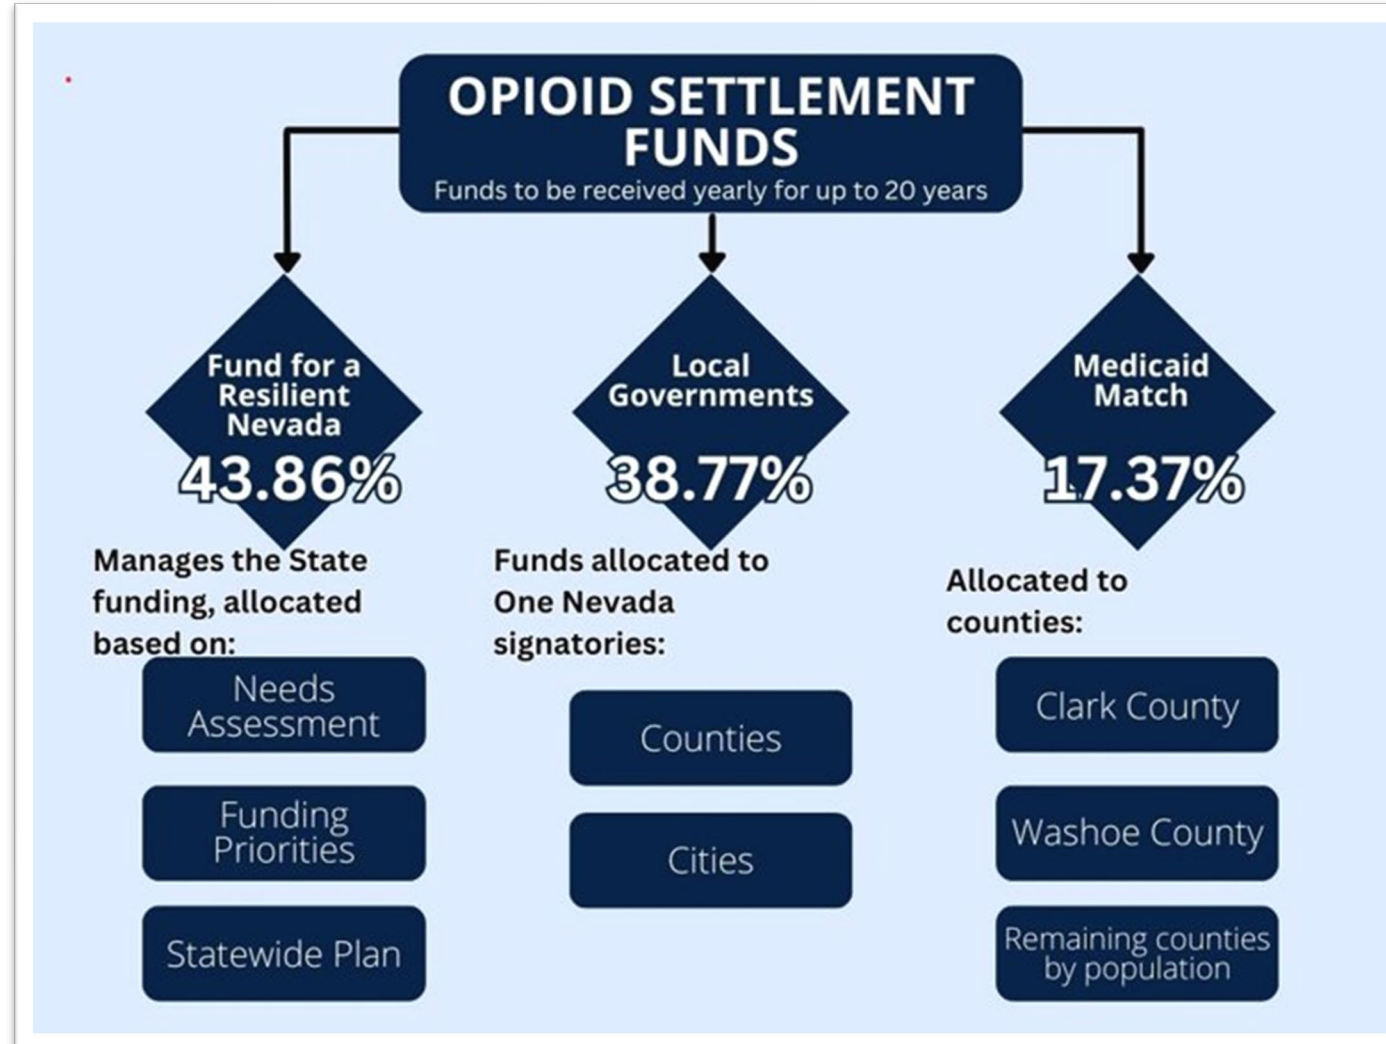 OPIOID SETTLEMENT
FUNDS
Funds to be received yearly for up to 20 years
Fund for a
Resilient
Nevada
43.86%
Manages the State
funding, allocated
based on:
Needs
Assessment
Funding
Priorities
Statewide Plan
Local
Governments
38.77%
Funds allocated to
One Nevada
signatories:
Counties
Cities
Medicaid
Match
17.37%
Allocated to
counties:
Clark County
Washoe County
Remaining counties
by population